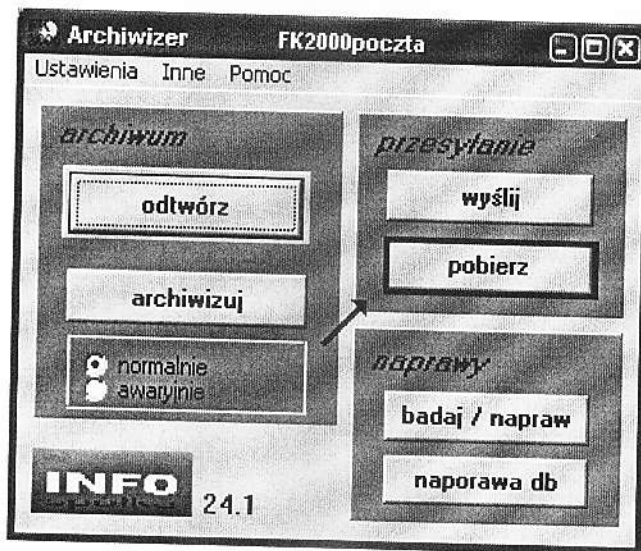 Archiwizer FK2000poczta
Ustawienia Inne Pomoc
archiwum
odtwórz
archiwizuj
normalnie
awaryjnie
przesyłanie
wyślij
pobierz
naprawy
badaj / napraw
naporawa db
INFO
24.1